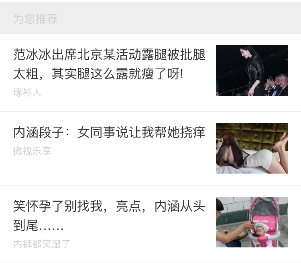 为您推荐
范冰冰出席北京某活动露腿被批腿
太粗，其实腿这么露就瘦了呀!
琢衫人
内涵段子：女同事说让我帮她挠痒
微视乐享
笑怀孕了别找我，亮点，内涵从头
到尾……
内裤都笑湿了